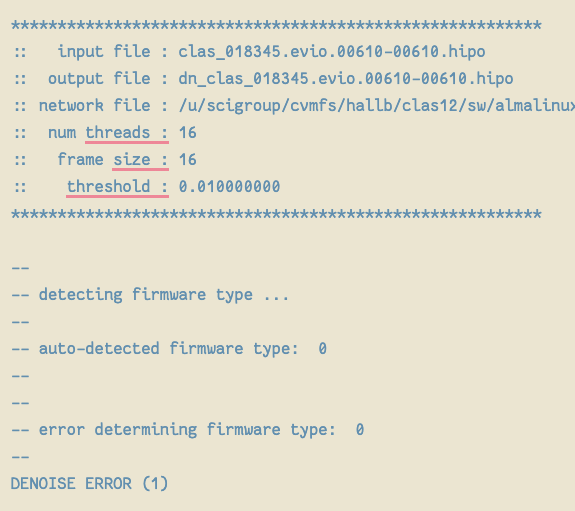 *********************************************************
::   input file : clas_018345.evio.00610-00610.hipo
::  output file : dn_clas_018345.evio.00610-00610.hipo
:: network file : /u/scigroup/cvmfs/hallb/clas12/sw/almalinux
::  num threads : 16
::   frame size : 16
::    threshold : 0.010000000
*********************************************************
--
-- detecting firmware type ...
--
-- auto-detected firmware type:  0
--
--
-- error determining firmware type:  0
--
DENOISE ERROR (1)